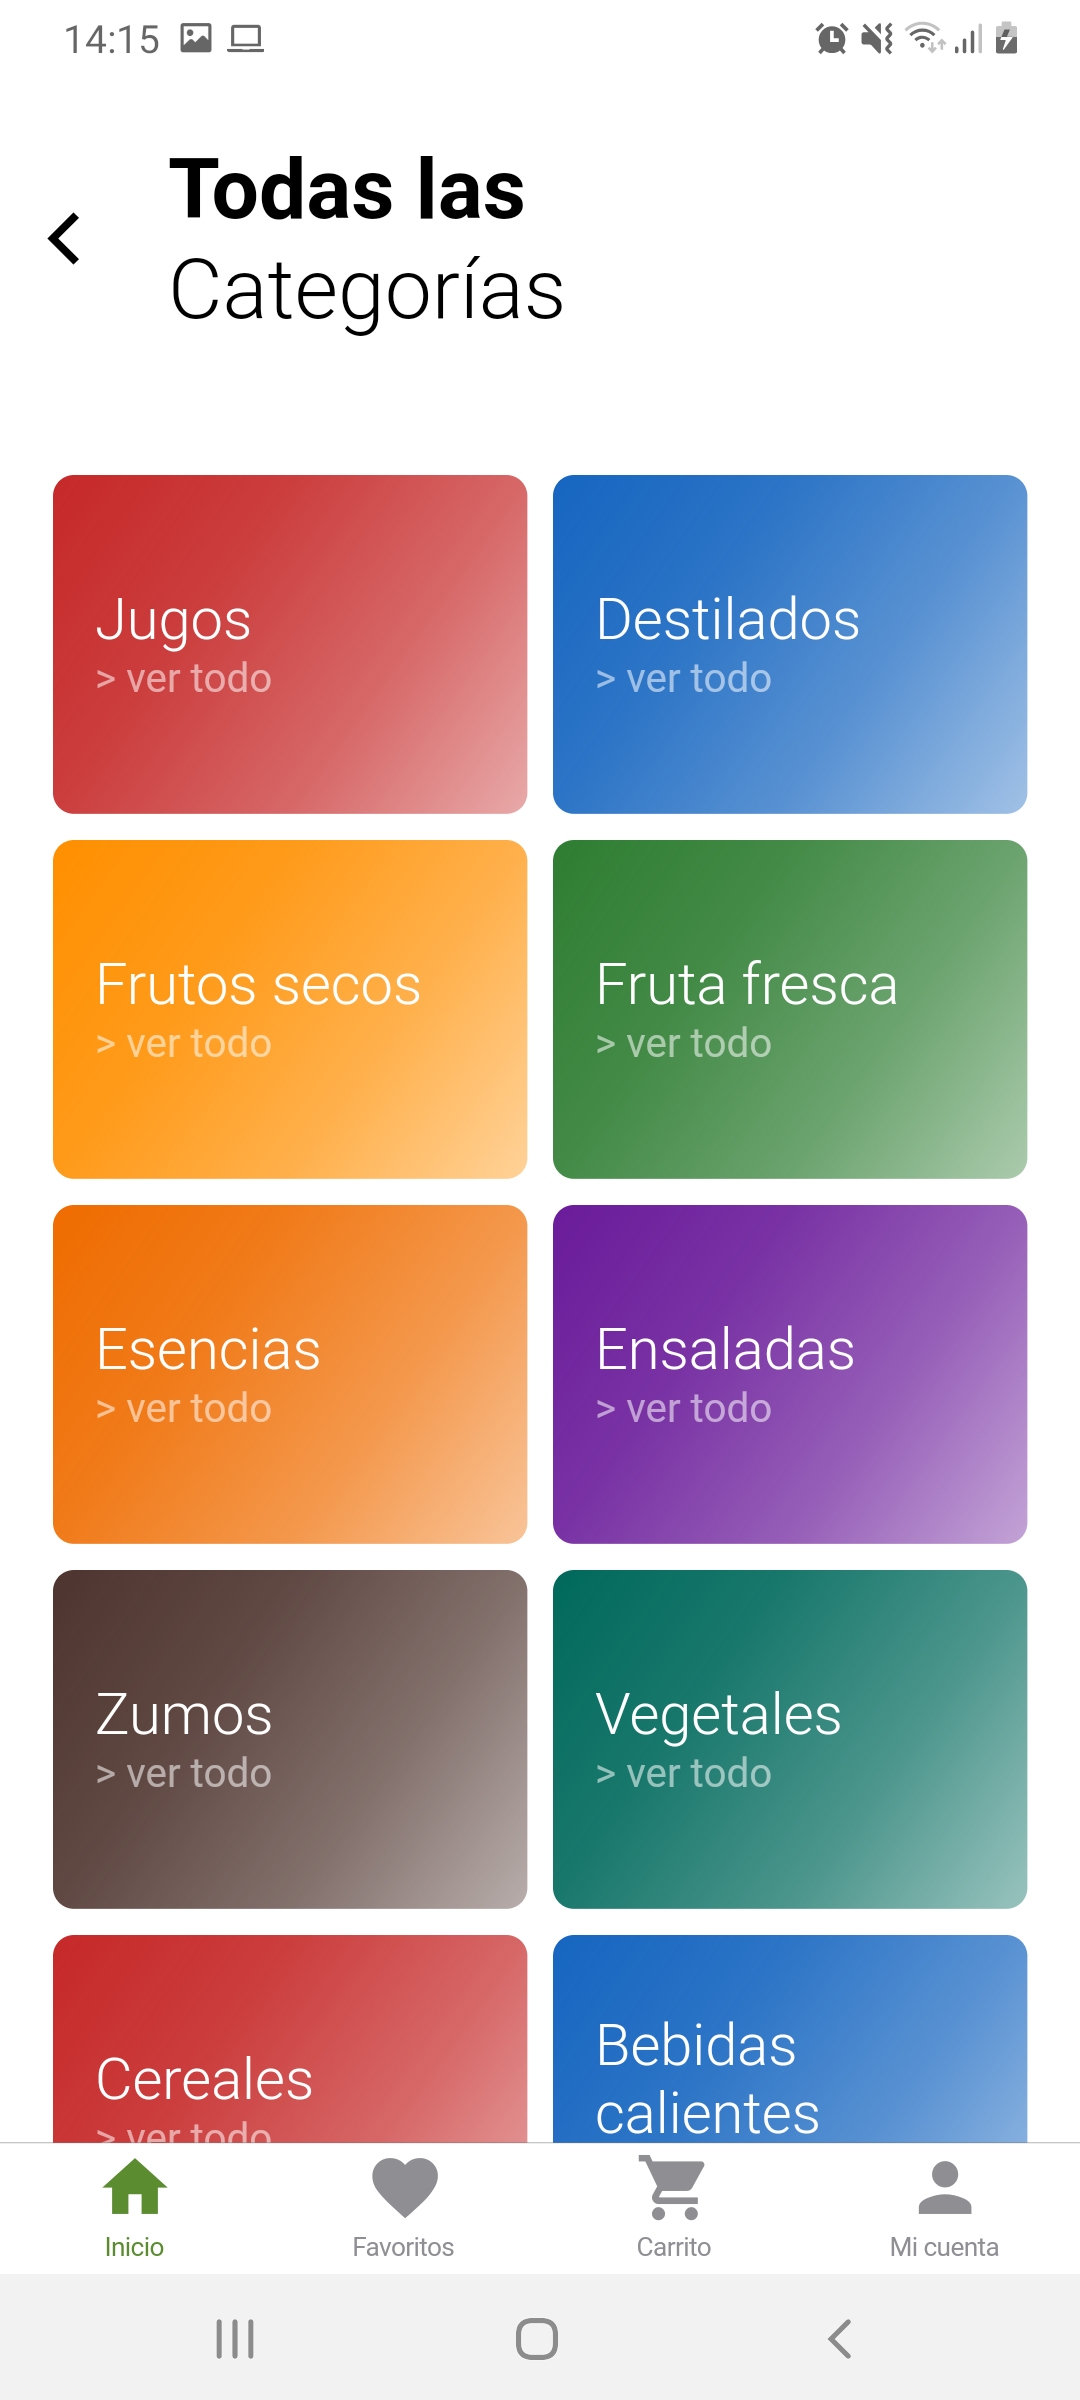 14:15
Todas las
Categorías
Jugos
> ver todo
Destilados
> ver todo
Frutos secos
> ver todo
Fruta fresca
> ver todo
Esencias
> ver todo
Ensaladas
> ver todo
Zumos
> ver todo
Vegetales
> ver todo
Cereales
> ver todo
Bebidas
calientes
Inicio
Favoritos
Carrito
Mi cuenta